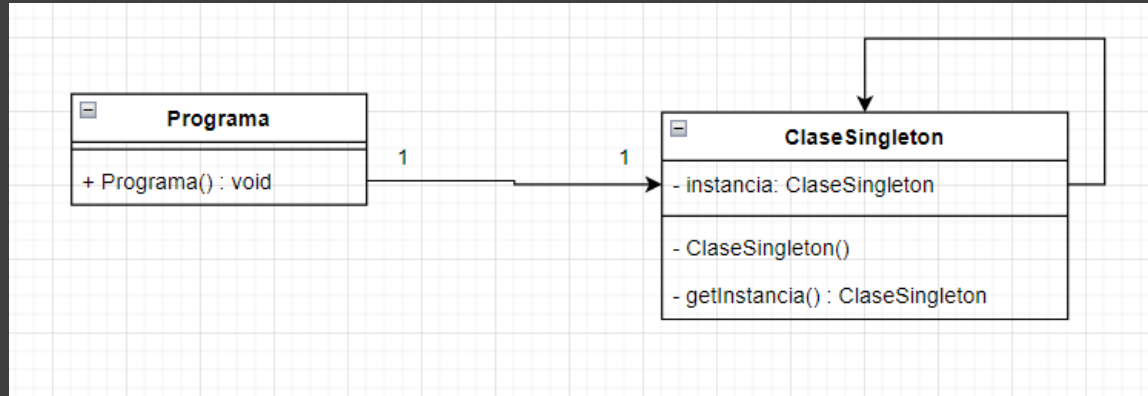 Programa
+ Programa() : void
1
1
ClaseSingleton
- instancia: ClaseSingleton
- ClaseSingleton()
- getInstancia() : ClaseSingleton